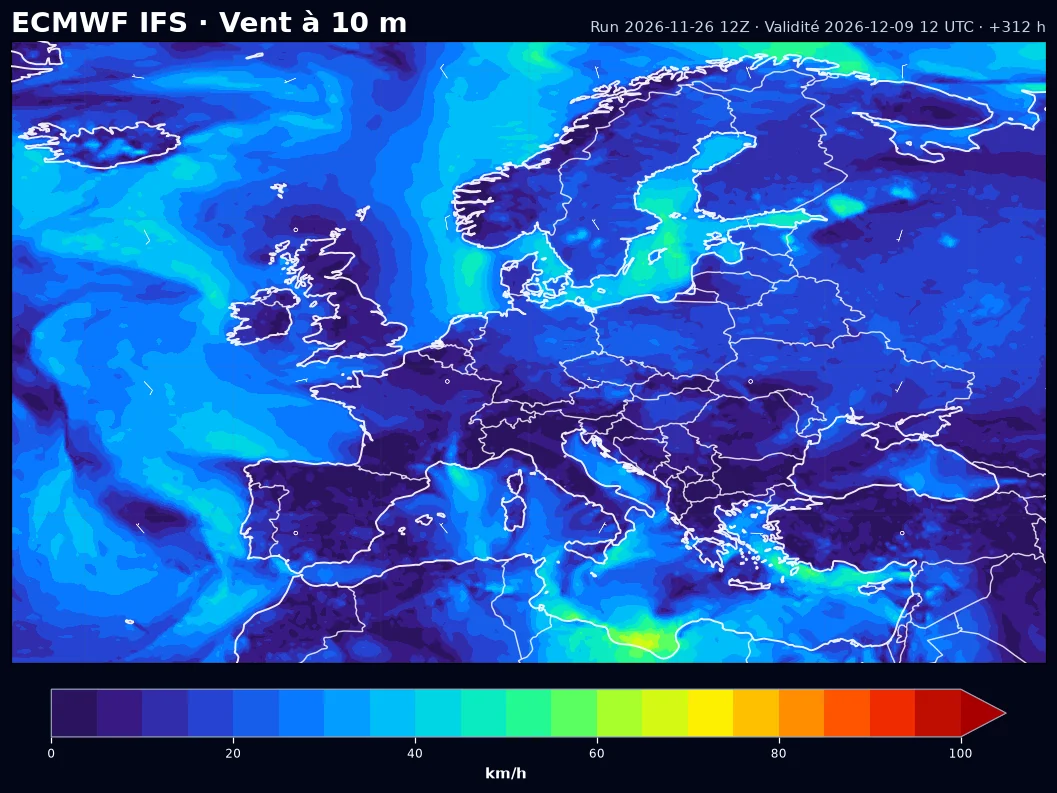 ECMWF IFS · Vent à 10 m
Run 2026-11-26 12Z · Validité 2026-12-09 12 UTC · +312 h
0 20 40 60 80 100
km/h